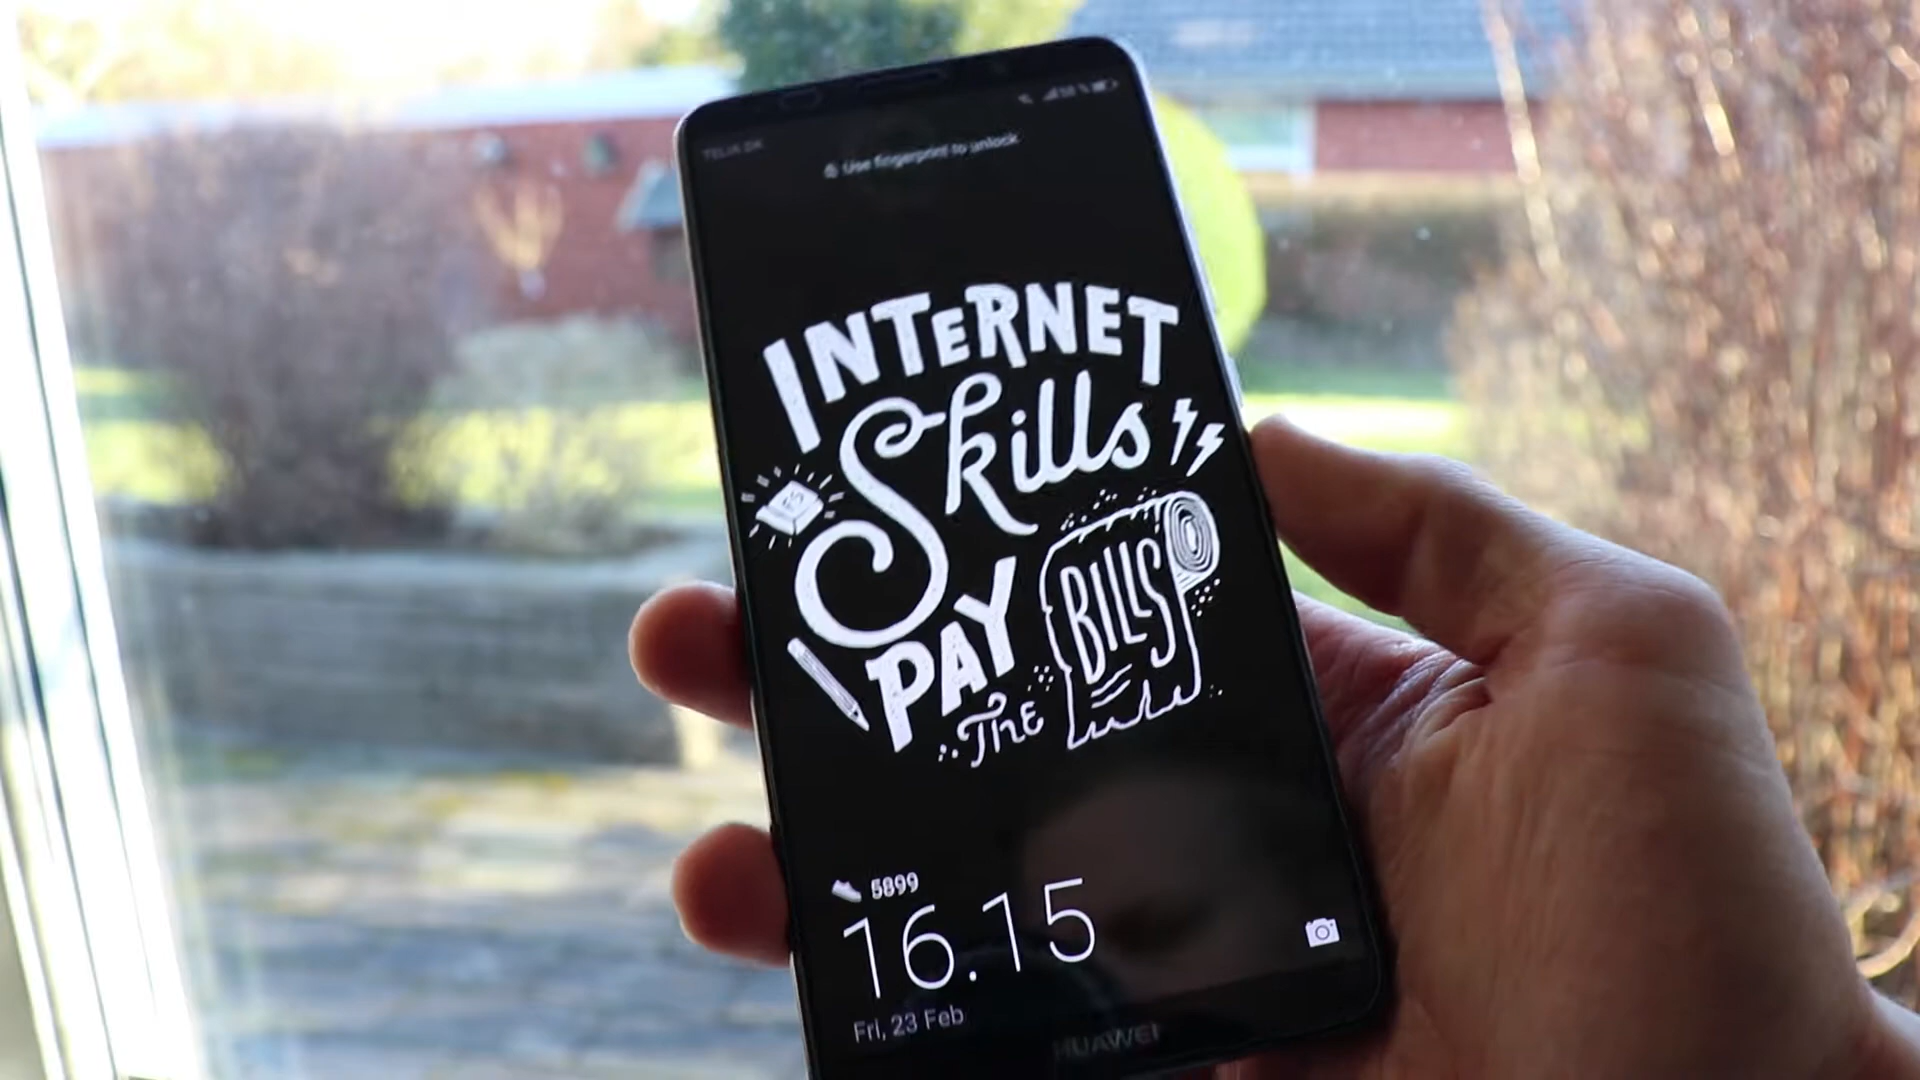 TELIA DK
Use fingerprint to unlock
INTERNET
Skills
PAY
The
BILLS
5899
16.15
Fri, 23 Feb
HUAWEI